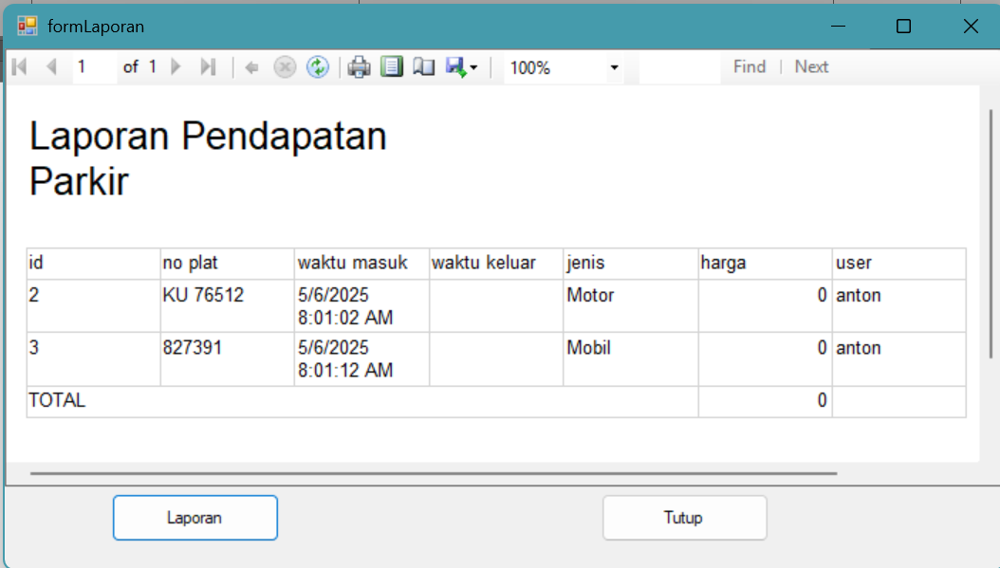 formLaporan
1 of 1 100% Find | Next
Laporan Pendapatan
Parkir
id no plat waktu masuk waktu keluar jenis harga user
2 KU 76512 5/6/2025 Motor 0 anton
8:01:02 AM
3 827391 5/6/2025 Mobil 0 anton
8:01:12 AM
TOTAL 0
Laporan Tutup